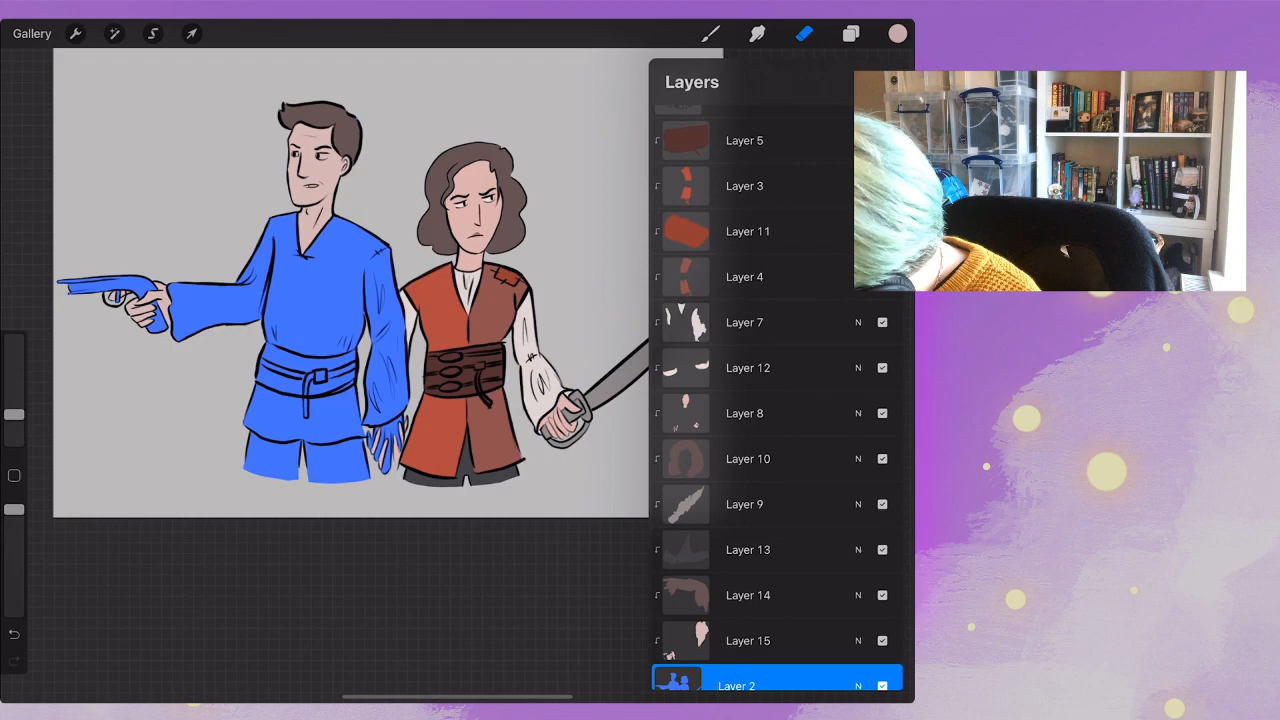 Gallery
Layers
Layer 5
Layer 3
Layer 11
Layer 4
Layer 7 N
Layer 12 N
Layer 8 N
Layer 10 N
Layer 9 N
Layer 13 N
Layer 14 N
Layer 15 N
Layer 2 N